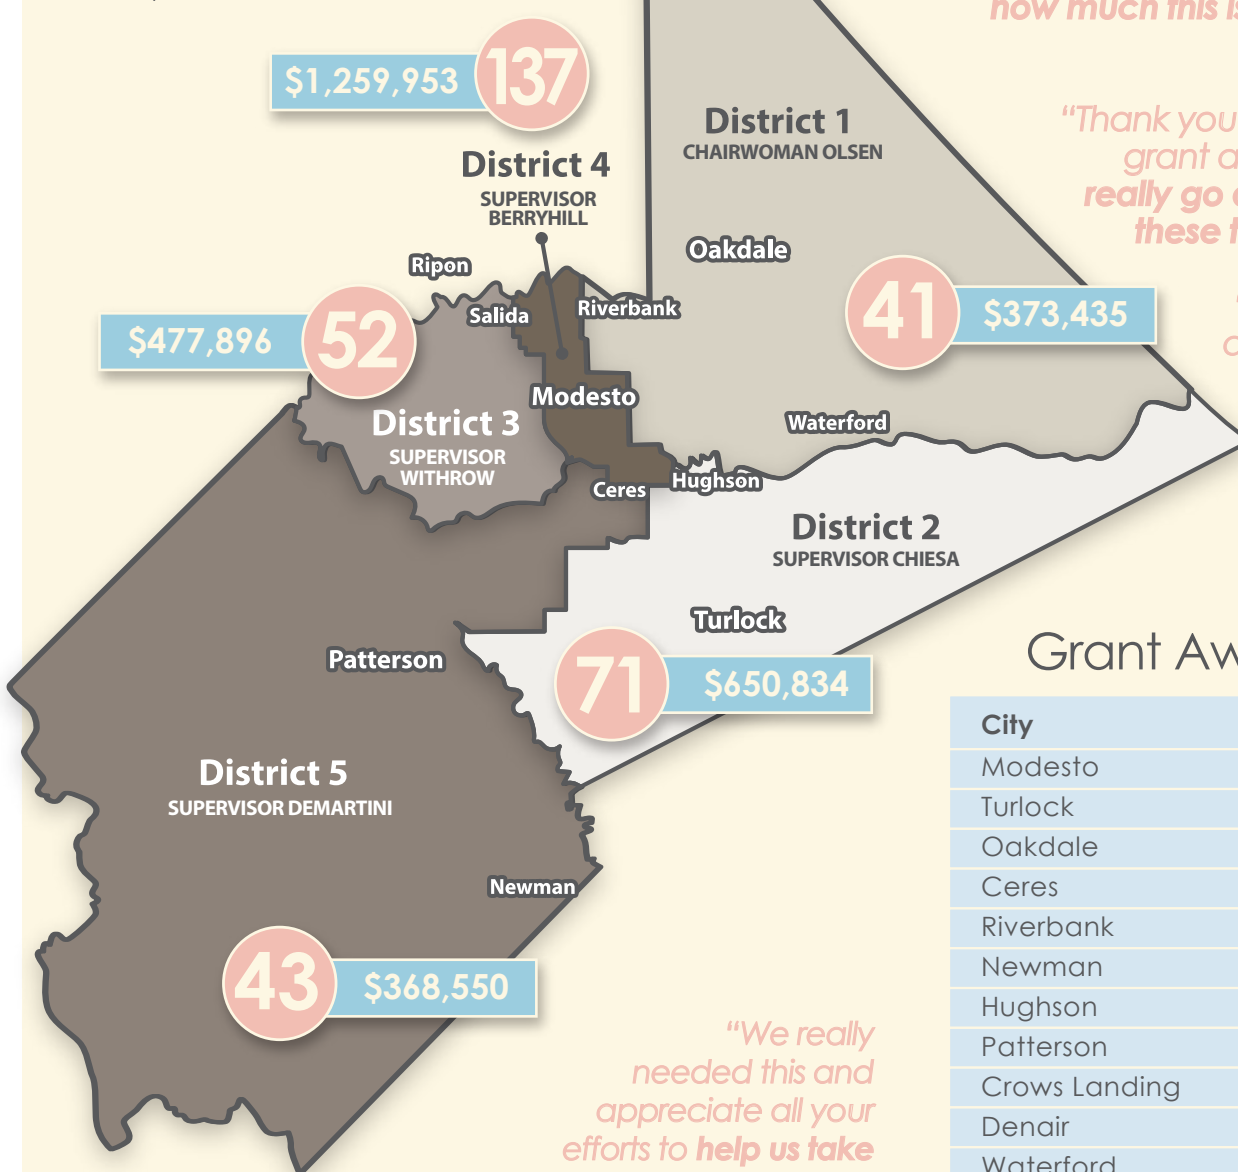 how much this is
$1,259,953
137
District 1
CHAIRWOMAN OLSEN
"Thank you
grant a
really go
these
District 4
SUPERVISOR
BERRYHILL
Oakdale
Ripon
Salida
Riverbank
41
$373,435
$477,896
52
Modesto
District 3
SUPERVISOR
WITHROW
Waterford
Ceres
Hughson
District 2
SUPERVISOR CHIESA
Turlock
Patterson
71
$650,834
District 5
SUPERVISOR DEMARTINI
Newman
43
$368,550
"We really
needed this and
appreciate all your
efforts to help us take
Grant Aw
City
Modesto
Turlock
Oakdale
Ceres
Riverbank
Newman
Hughson
Patterson
Crows Landing
Denair
Waterford